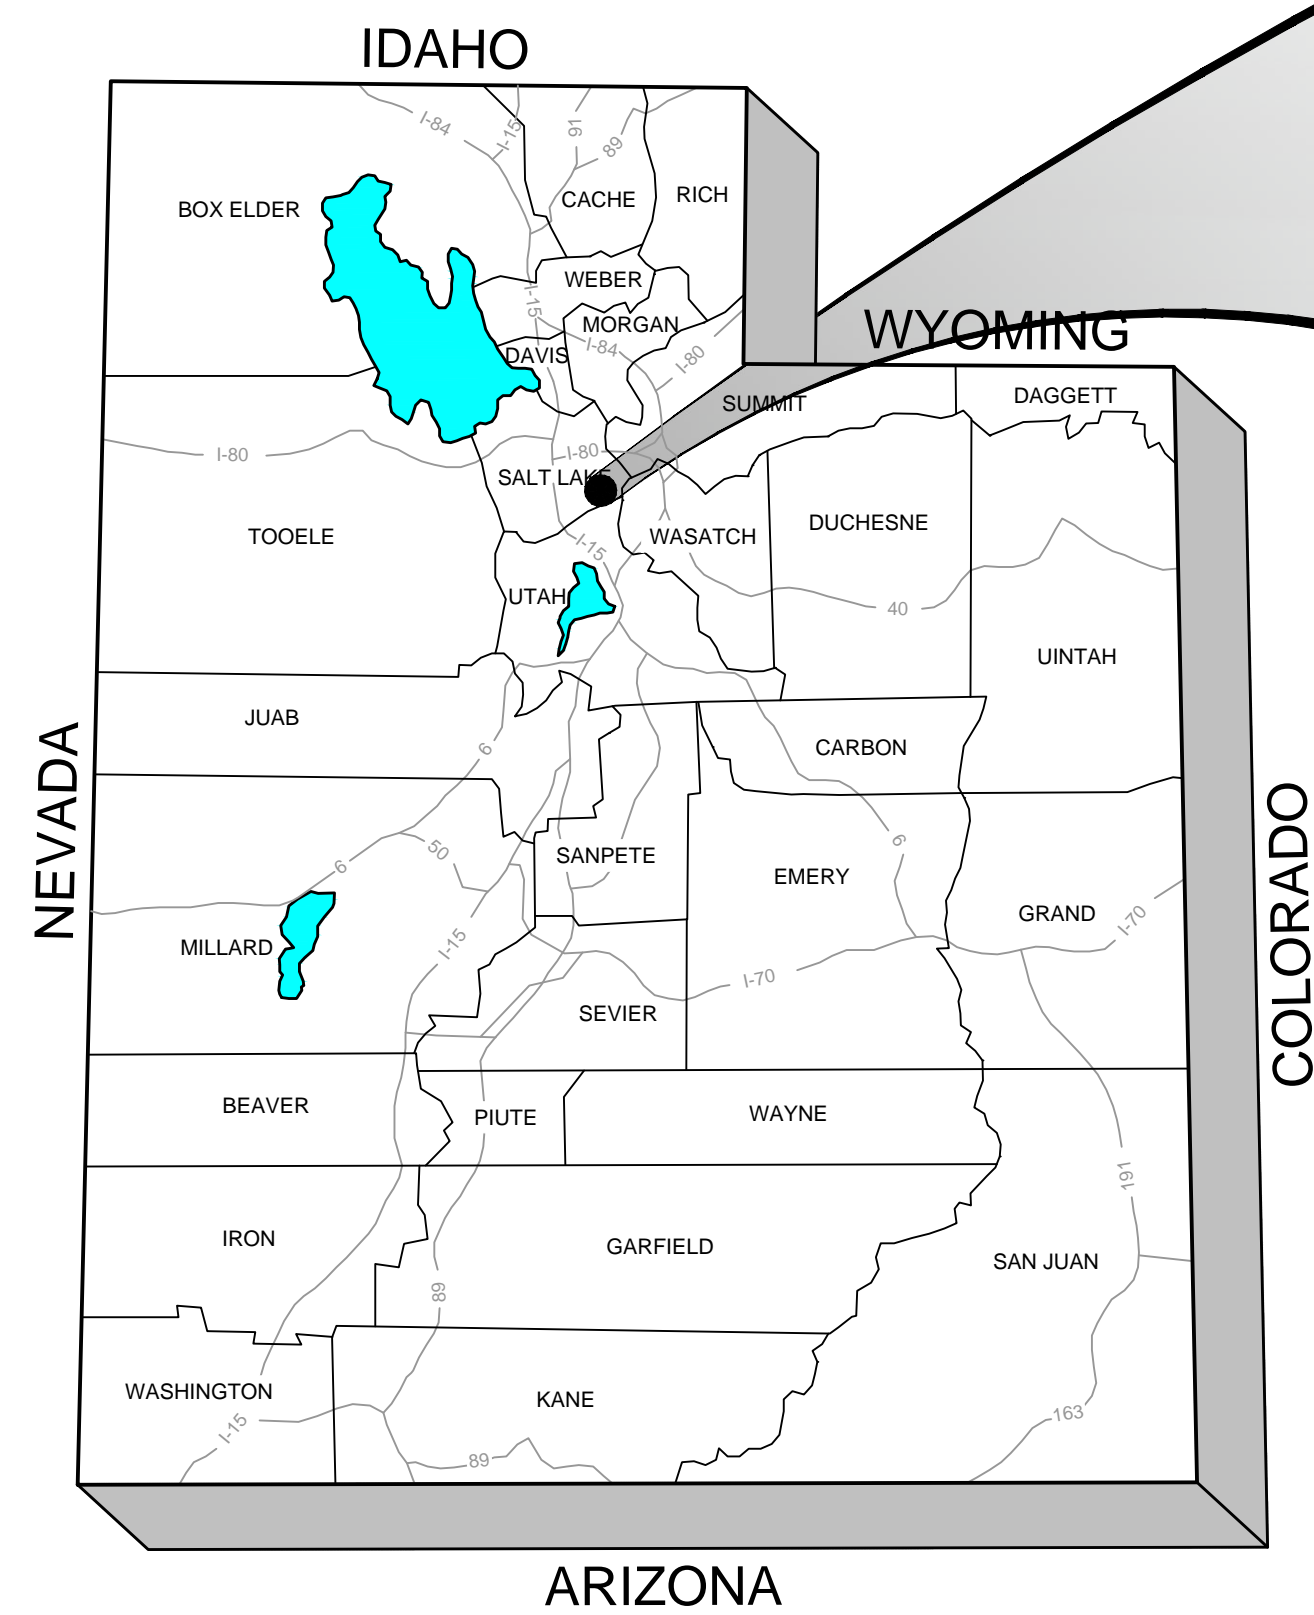 IDAHO
I-84
I-15
91
89
BOX ELDER
CACHE
RICH
WEBER
I-15
MORGAN
WYOMING
DAVIS
I-84
I-80
SUMMIT
DAGGETT
I-80
I-80
SALT LAKE
TOOELE
I-15
WASATCH
DUCHESNE
UTAH
40
UINTAH
JUAB
6
CARBON
NEVADA
COLORADO
6
50
SANPETE
6
EMERY
GRAND
I-70
MILLARD
I-15
I-70
SEVIER
BEAVER
PIUTE
WAYNE
191
IRON
GARFIELD
SAN JUAN
89
WASHINGTON
KANE
I-15
163
89
ARIZONA